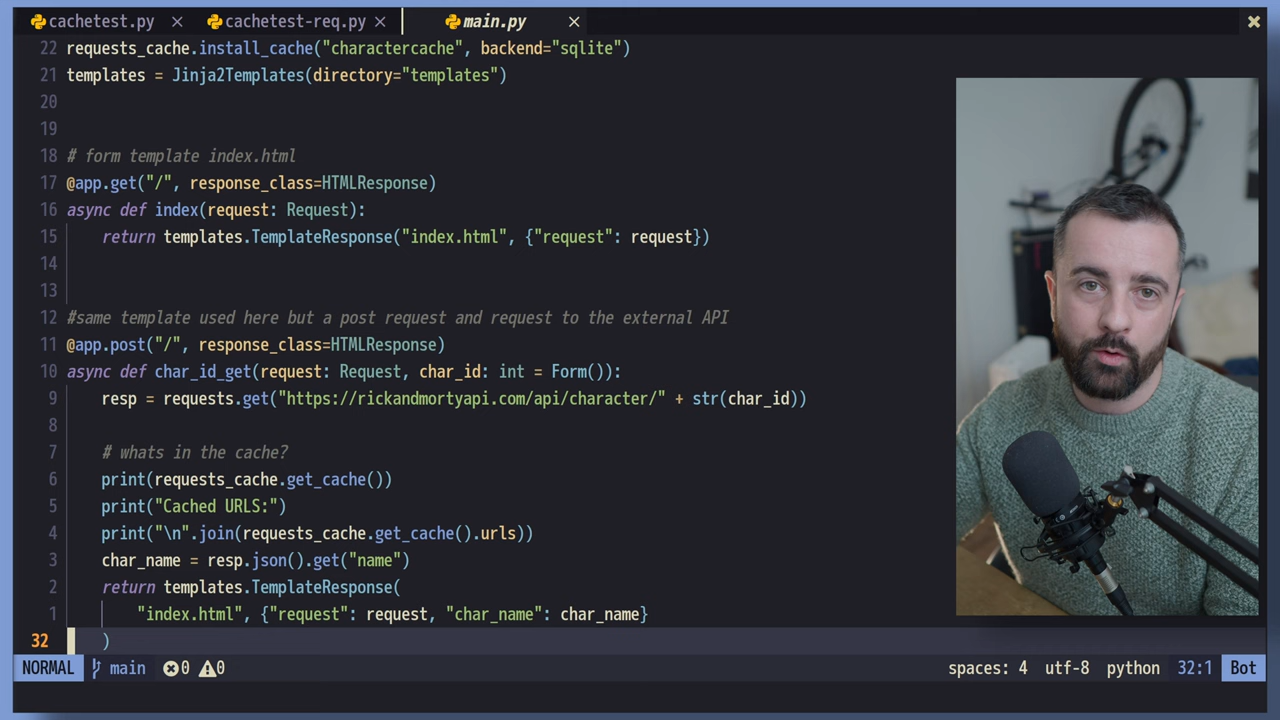 cachetest.py × cachetest-req.py × main.py × ×
22 requests_cache.install_cache("charactercache", backend="sqlite")
21 templates = Jinja2Templates(directory="templates")
20
19
18 # form template index.html
17 @app.get("/", response_class=HTMLResponse)
16 async def index(request: Request):
15     return templates.TemplateResponse("index.html", {"request": request})
14
13
12 #same template used here but a post request and request to the external API
11 @app.post("/", response_class=HTMLResponse)
10 async def char_id_get(request: Request, char_id: int = Form()):
9     resp = requests.get("https://rickandmortyapi.com/api/character/" + str(char_id))
8
7     # whats in the cache?
6     print(requests_cache.get_cache())
5     print("Cached URLS:")
4     print("\n".join(requests_cache.get_cache().urls))
3     char_name = resp.json().get("name")
2     return templates.TemplateResponse(
1         "index.html", {"request": request, "char_name": char_name}
32     )
NORMAL main 0 0 spaces: 4 utf-8 python 32:1 Bot